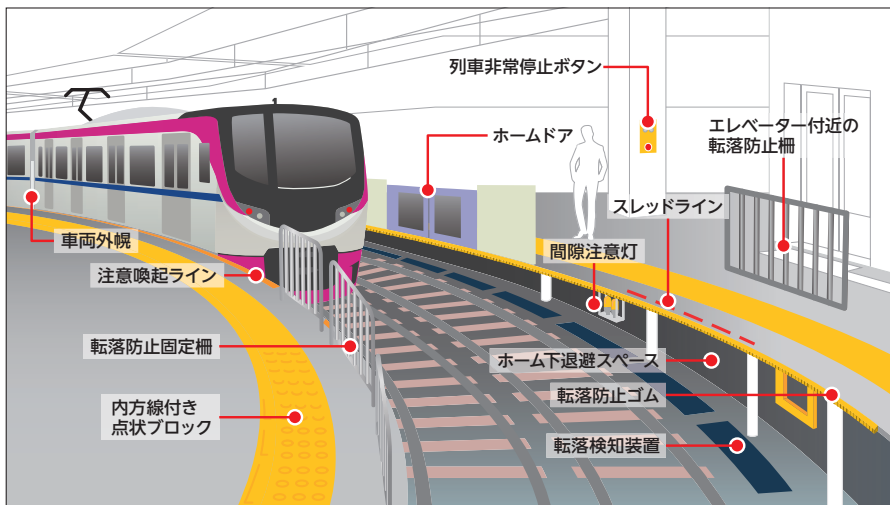 列車非常停止ボタン
ホームドア
エレベーター付近の
転落防止柵
スレッドライン
車両外幌
間隙注意灯
注意喚起ライン
転落防止固定柵
ホーム下退避スペース
転落防止ゴム
内方線付き
点状ブロック
転落検知装置